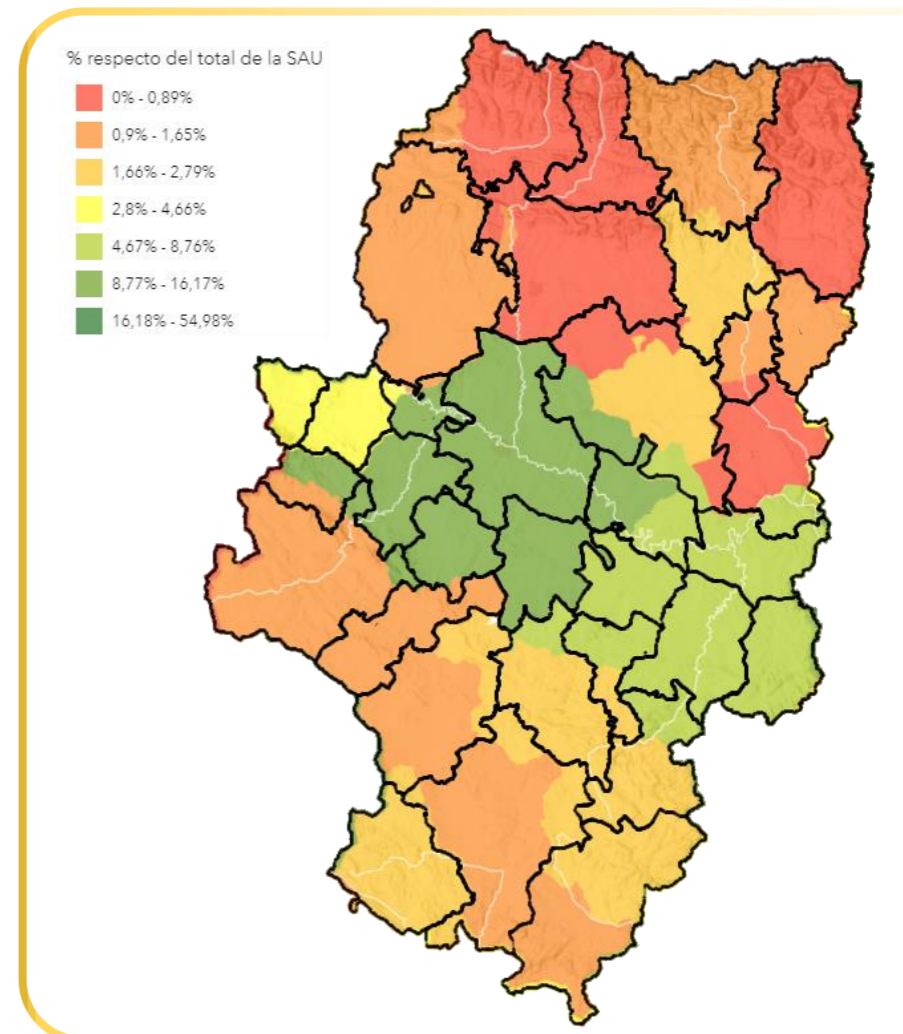 % respecto del total de la SAU
0% - 0,89%
0,9% - 1,65%
1,66% - 2,79%
2,8% - 4,66%
4,67% - 8,76%
8,77% - 16,17%
16,18% - 54,98%